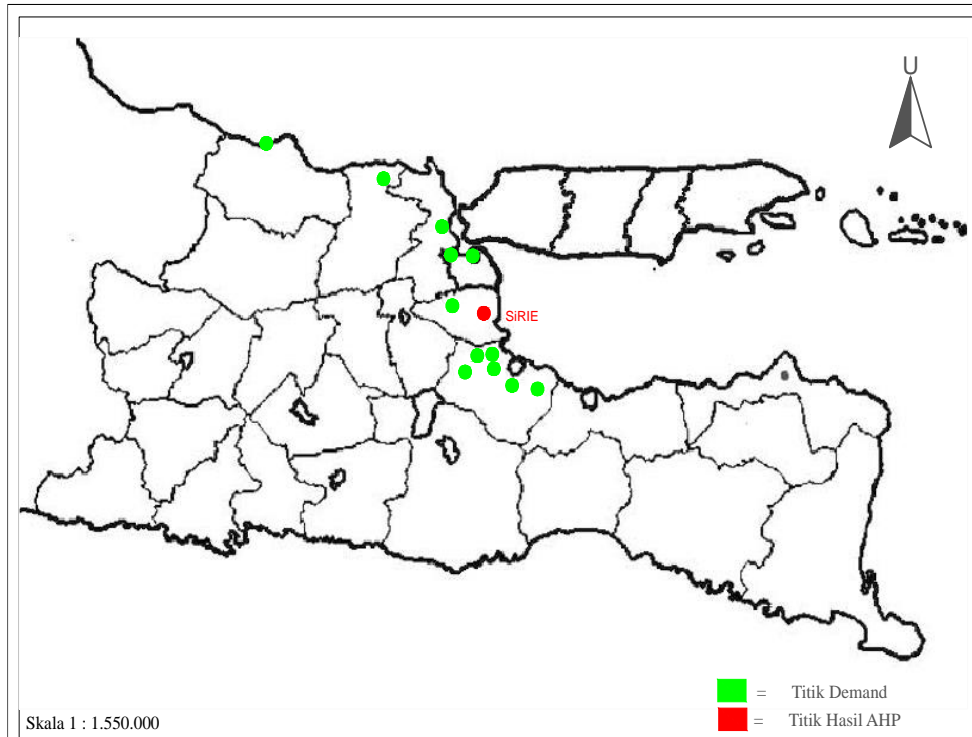 U
SiRIE
= Titik Demand
= Titik Hasil AHP
Skala 1 : 1.550.000